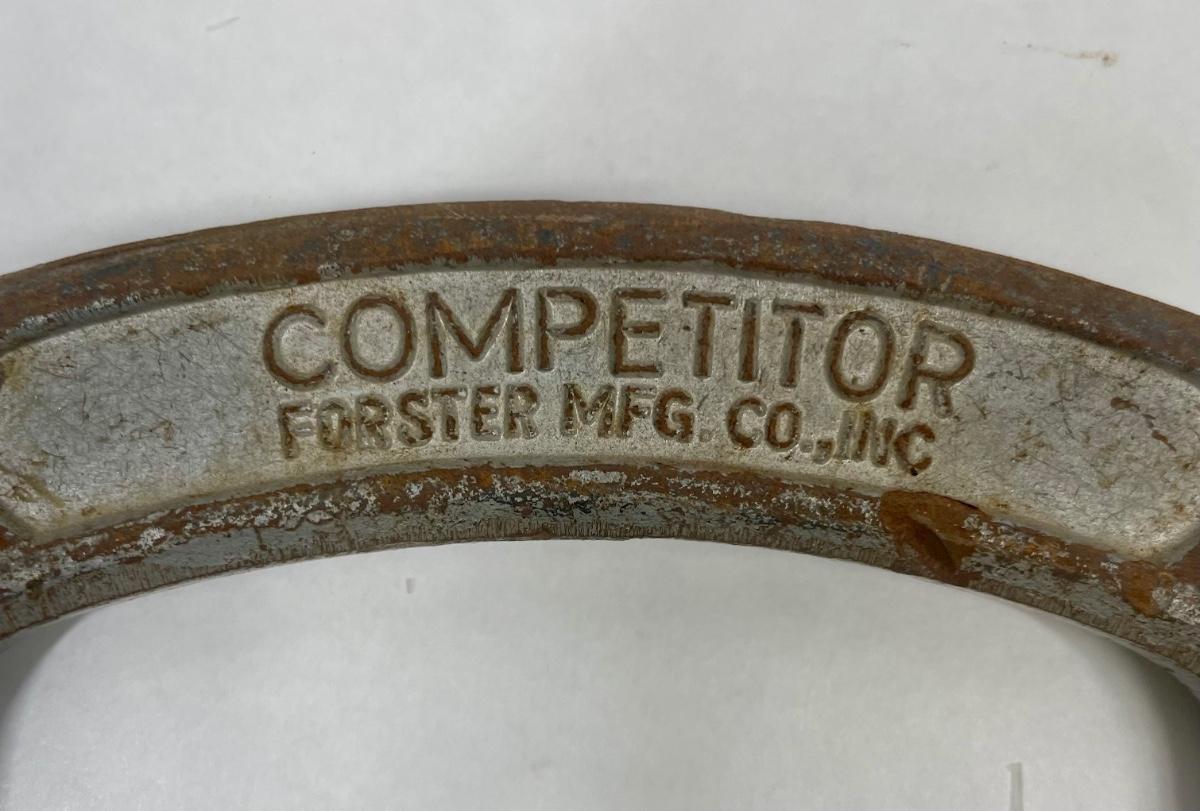 COMPETITOR
FORSTER MFG. CO., INC